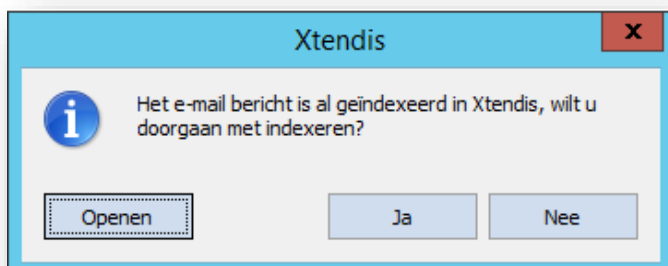 Xtendis
x
Het e-mail bericht is al geïndexeerd in Xtendis, wilt u
doorgaan met indexeren?
Openen
Ja
Nee